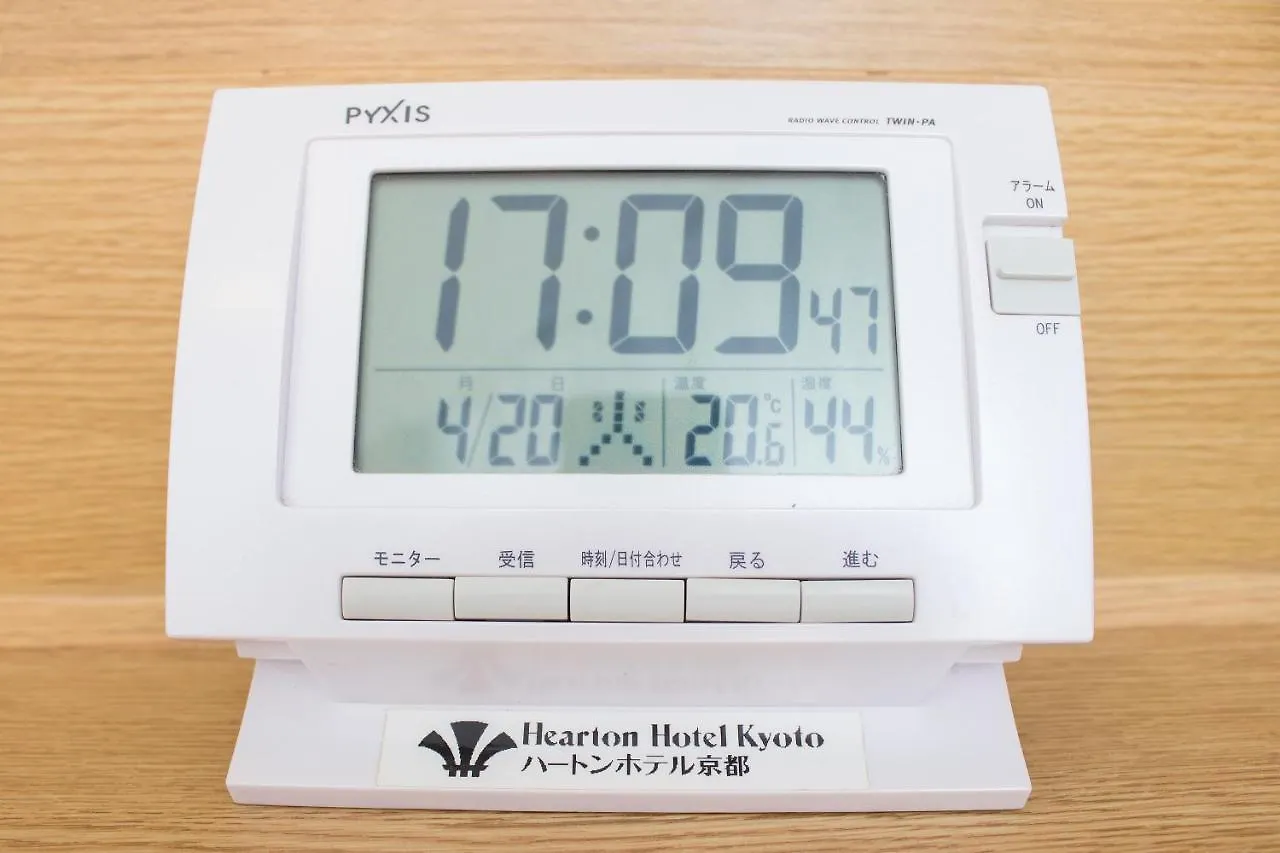 PYXIS
RADIO WAVE CONTROL TWIN-PA
アラーム
ON
OFF
17:09 47
月 日 温度 湿度
4/20 火 20.6 °C 44 %
モニター 受信 時刻/日付合わせ 戻る 進む
Hearton Hotel Kyoto
ハートンホテル京都